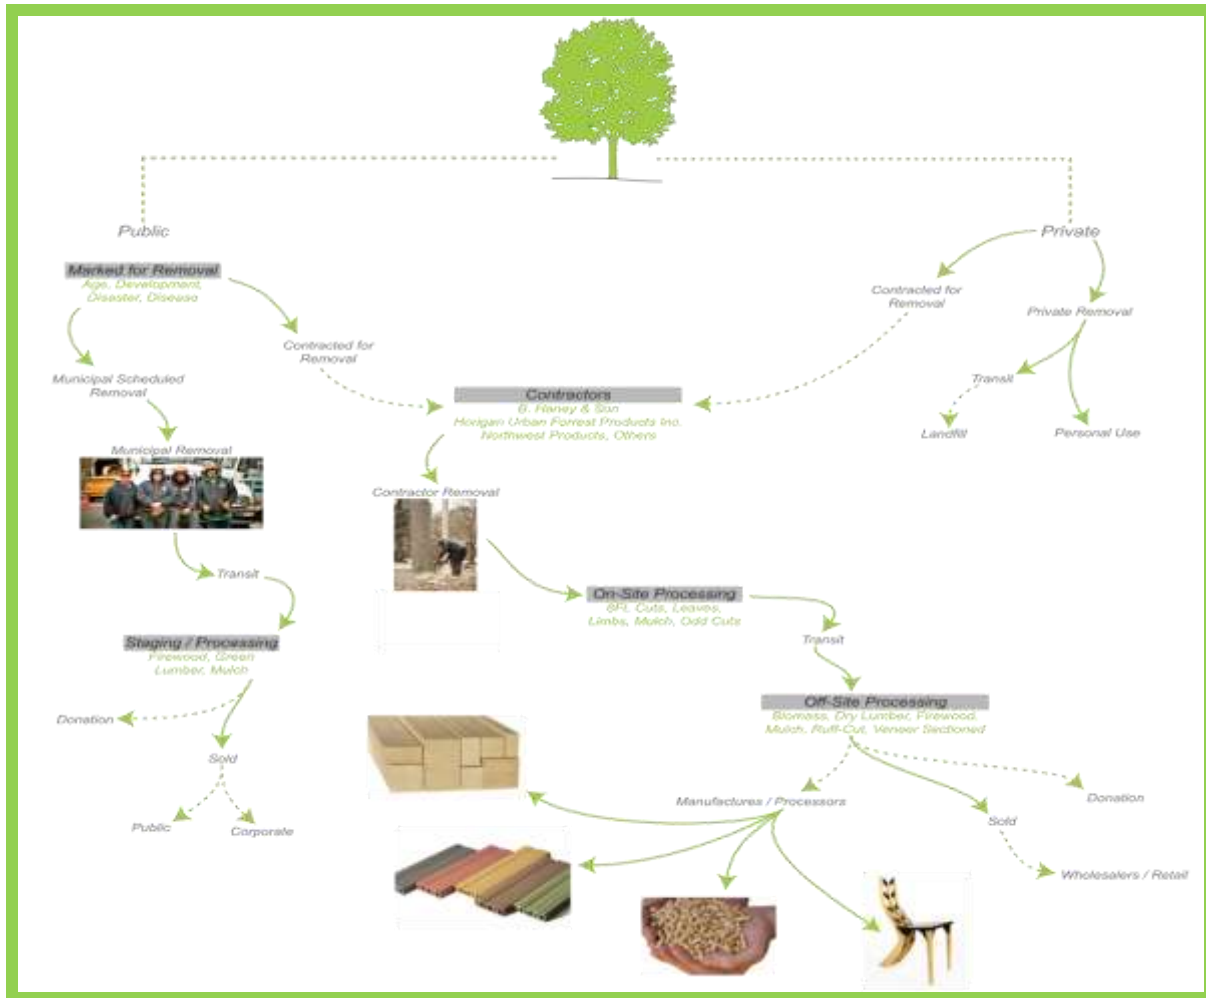 Public
Private
Marked for Removal
Age, Development,
Disaster, Disease
Contracted for
Removal
Private Removal
Contracted for
Removal
Municipal Scheduled
Removal
Transit
Contractors
B. Haney & Son
Horigan Urban Forrest Products Inc.
Northwest Products, Others
Landfill
Personal Use
Municipal Removal
Contractor Removal
Transit
On-Site Processing
8Ft. Cuts, Leaves,
Limbs, Mulch, Odd Cuts
Transit
Staging / Processing
Firewood, Green
Lumber, Mulch
Off-Site Processing
Biomass, Dry Lumber, Firewood,
Mulch, Ruff-Cut, Veneer Sectioned
Donation
Sold
Manufactures / Processors
Donation
Sold
Public
Corporate
Wholesalers / Retail